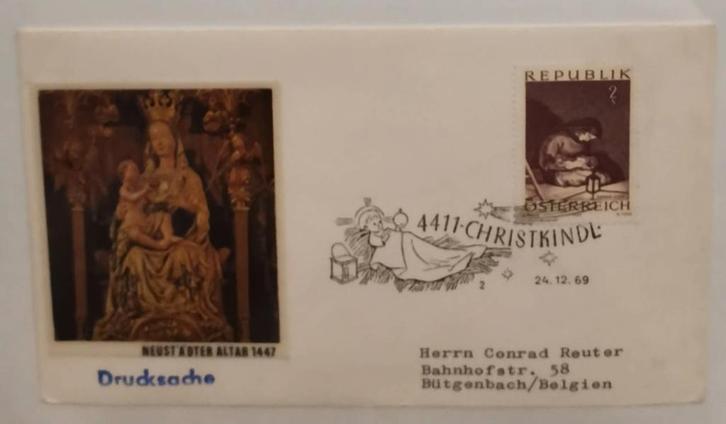 REPUBLIK
2
ÖSTERREICH
4411-CHRISTKINDL
2
24.12.69
NEUSTÄDTER ALTAR 1447
Drucksache
Herrn Conrad Reuter
Bahnhofstr. 58
Bütgenbach/Belgien